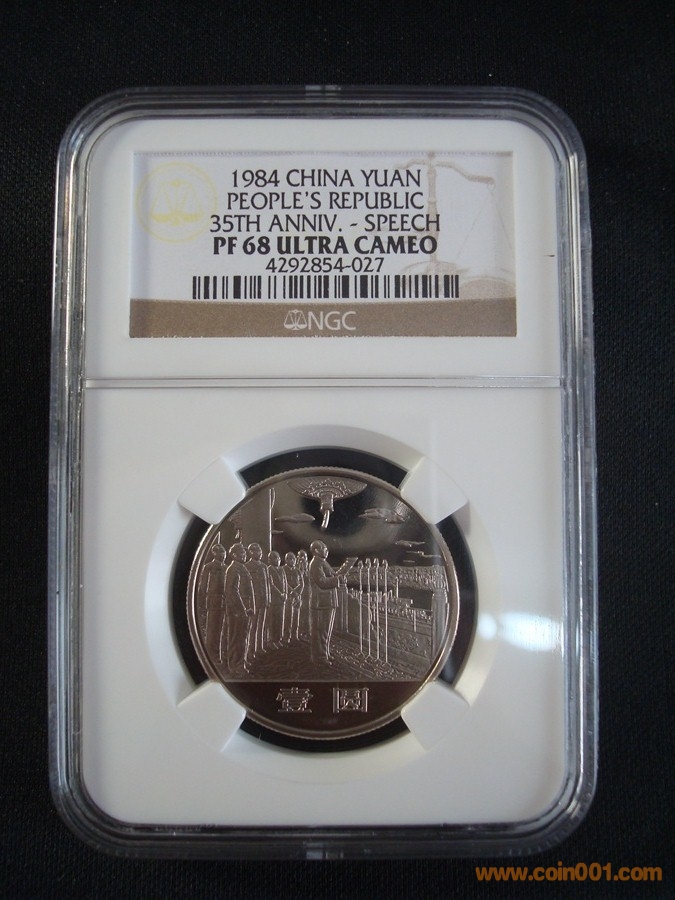 1984 CHINA YUAN
PEOPLE'S REPUBLIC
35TH ANNIV. - SPEECH
PF 68 ULTRA CAMEO
4292854-027
NGC
壹圓
www.coin001.com